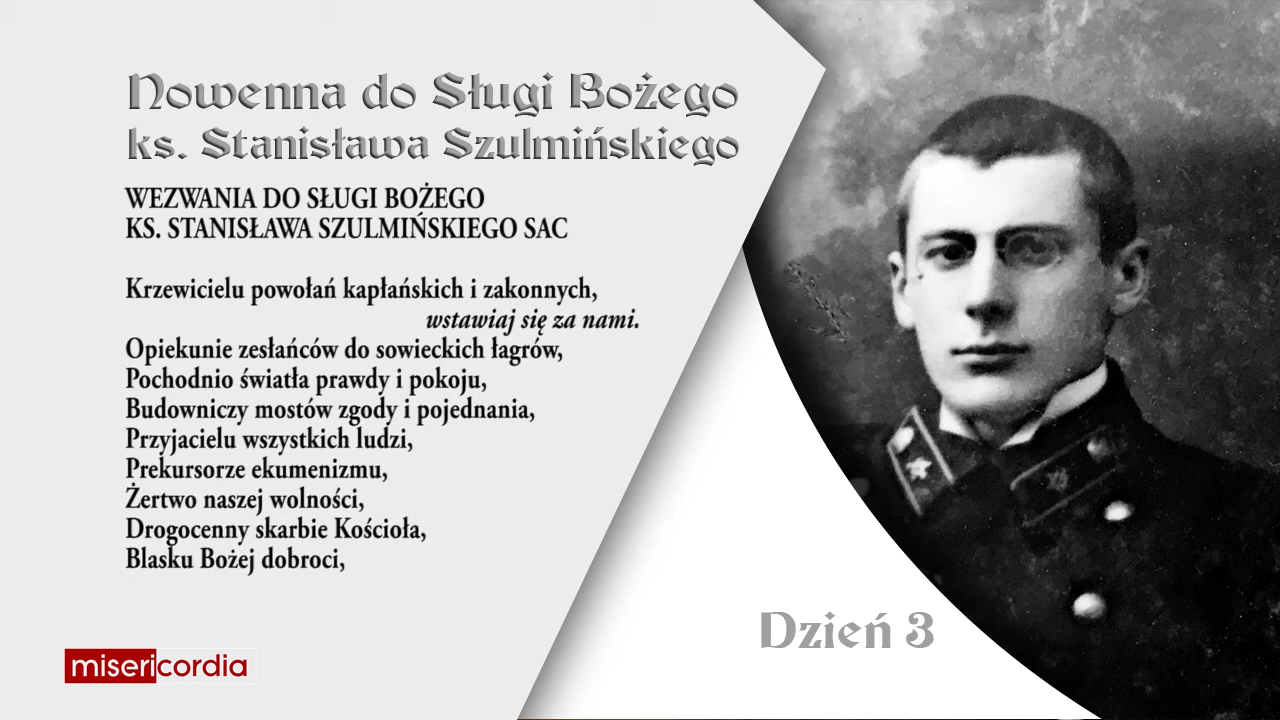 Nowenna do Sługi Bożego
ks. Stanisława Szulmińskiego
WEZWANIA DO SŁUGI BOŻEGO
KS. STANISŁAWA SZULMIŃSKIEGO SAC
Krzewicielu powołań kapłańskich i zakonnych,
wstawiaj się za nami.
Opiekunie zesłańców do sowieckich łagrów,
Pochodnio światła prawdy i pokoju,
Budowniczy mostów zgody i pojednania,
Przyjacielu wszystkich ludzi,
Prekursorze ekumenizmu,
Żertwo naszej wolności,
Drogocenny skarbie Kościoła,
Blasku Bożej dobroci,
Dzień 3
misericordia